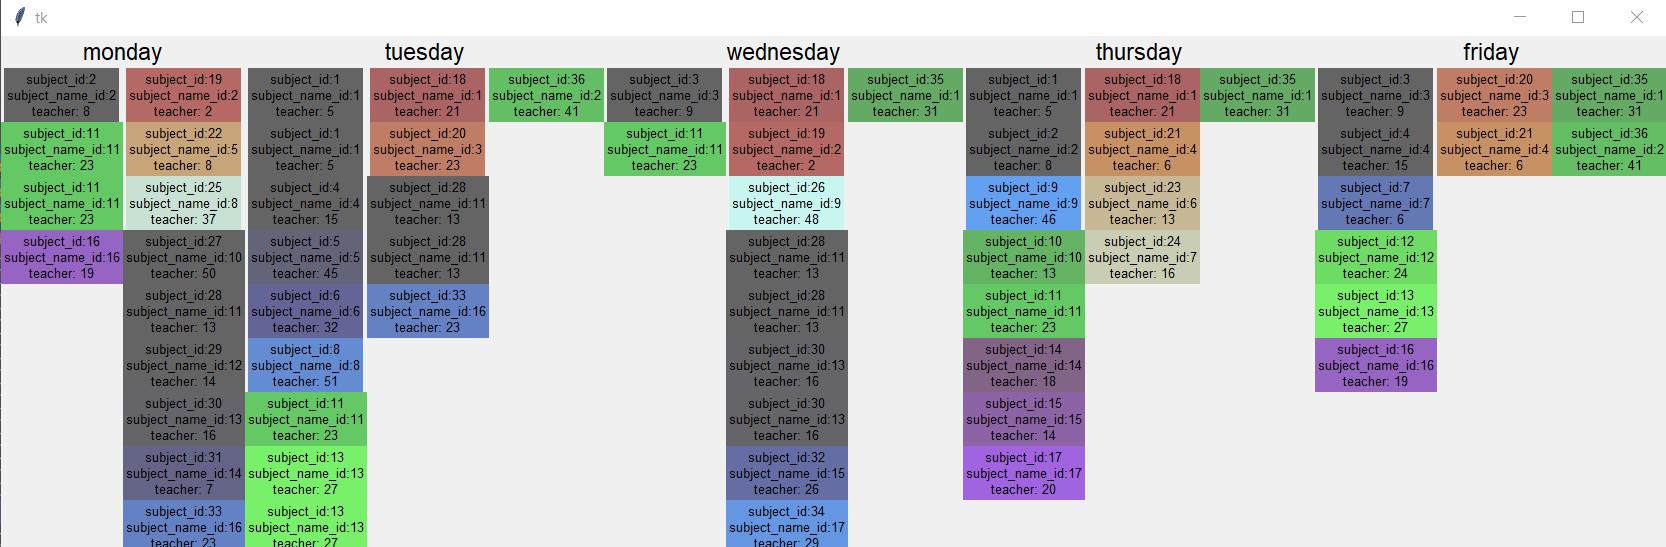 tk
monday
tuesday
wednesday
thursday
friday
subject_id:2
subject_name_id:2
teacher: 8
subject_id:11
subject_name_id:11
teacher: 23
subject_id:11
subject_name_id:11
teacher: 23
subject_id:16
subject_name_id:16
teacher: 19
subject_id:19
subject_name_id:2
teacher: 2
subject_id:22
subject_name_id:5
teacher: 8
subject_id:25
subject_name_id:8
teacher: 37
subject_id:27
subject_name_id:10
teacher: 50
subject_id:28
subject_name_id:11
teacher: 13
subject_id:29
subject_name_id:12
teacher: 14
subject_id:30
subject_name_id:13
teacher: 16
subject_id:31
subject_name_id:14
teacher: 7
subject_id:33
subject_name_id:16
teacher: 23
subject_id:1
subject_name_id:1
teacher: 5
subject_id:1
subject_name_id:1
teacher: 5
subject_id:4
subject_name_id:4
teacher: 15
subject_id:5
subject_name_id:5
teacher: 45
subject_id:6
subject_name_id:6
teacher: 32
subject_id:8
subject_name_id:8
teacher: 51
subject_id:11
subject_name_id:11
teacher: 23
subject_id:13
subject_name_id:13
teacher: 27
subject_id:13
subject_name_id:13
teacher: 27
subject_id:18
subject_name_id:1
teacher: 21
subject_id:20
subject_name_id:3
teacher: 23
subject_id:28
subject_name_id:11
teacher: 13
subject_id:28
subject_name_id:11
teacher: 13
subject_id:33
subject_name_id:16
teacher: 23
subject_id:36
subject_name_id:2
teacher: 41
subject_id:3
subject_name_id:3
teacher: 9
subject_id:11
subject_name_id:11
teacher: 23
subject_id:18
subject_name_id:1
teacher: 21
subject_id:19
subject_name_id:2
teacher: 2
subject_id:26
subject_name_id:9
teacher: 48
subject_id:28
subject_name_id:11
teacher: 13
subject_id:28
subject_name_id:11
teacher: 13
subject_id:30
subject_name_id:13
teacher: 16
subject_id:30
subject_name_id:13
teacher: 16
subject_id:32
subject_name_id:15
teacher: 26
subject_id:34
subject_name_id:17
teacher: 29
subject_id:35
subject_name_id:1
teacher: 31
subject_id:1
subject_name_id:1
teacher: 5
subject_id:2
subject_name_id:2
teacher: 8
subject_id:9
subject_name_id:9
teacher: 46
subject_id:10
subject_name_id:10
teacher: 13
subject_id:11
subject_name_id:11
teacher: 23
subject_id:14
subject_name_id:14
teacher: 18
subject_id:15
subject_name_id:15
teacher: 14
subject_id:17
subject_name_id:17
teacher: 20
subject_id:18
subject_name_id:1
teacher: 21
subject_id:21
subject_name_id:4
teacher: 6
subject_id:23
subject_name_id:6
teacher: 13
subject_id:24
subject_name_id:7
teacher: 16
subject_id:35
subject_name_id:1
teacher: 31
subject_id:3
subject_name_id:3
teacher: 9
subject_id:4
subject_name_id:4
teacher: 15
subject_id:7
subject_name_id:7
teacher: 6
subject_id:12
subject_name_id:12
teacher: 24
subject_id:13
subject_name_id:13
teacher: 27
subject_id:16
subject_name_id:16
teacher: 19
subject_id:20
subject_name_id:3
teacher: 23
subject_id:21
subject_name_id:4
teacher: 6
subject_id:35
subject_name_id:1
teacher: 31
subject_id:36
subject_name_id:2
teacher: 41